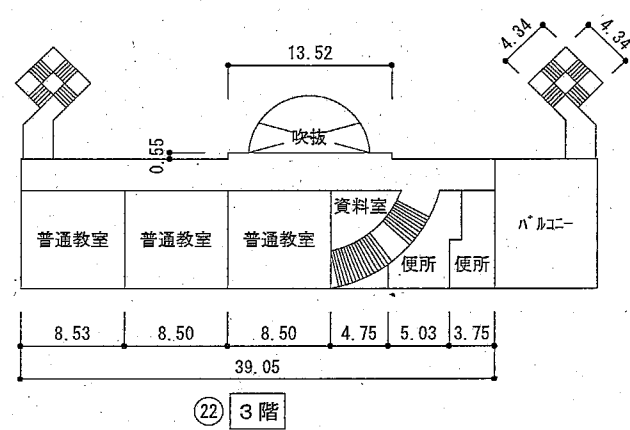 4.34
4.34
13.52
0.55
吹抜
資料室
普通教室
普通教室
普通教室
便所
便所
バルコニー
8.53
8.50
8.50
4.75
5.03
3.75
39.05
22 3階